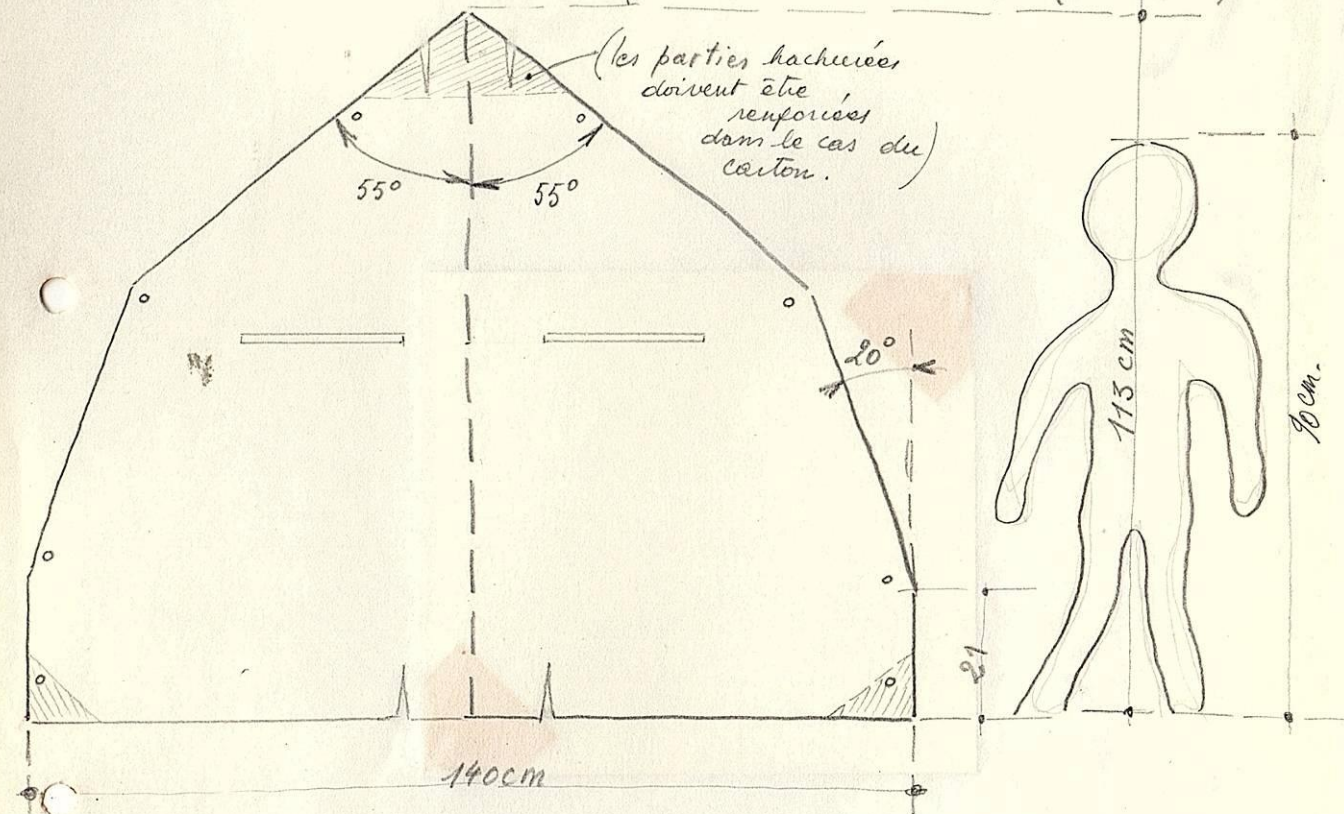 (les parties hachurées
doivent être
renforcées
dans le cas du)
carton.
55°
55°
20°
113 cm
90 cm.
21
140cm